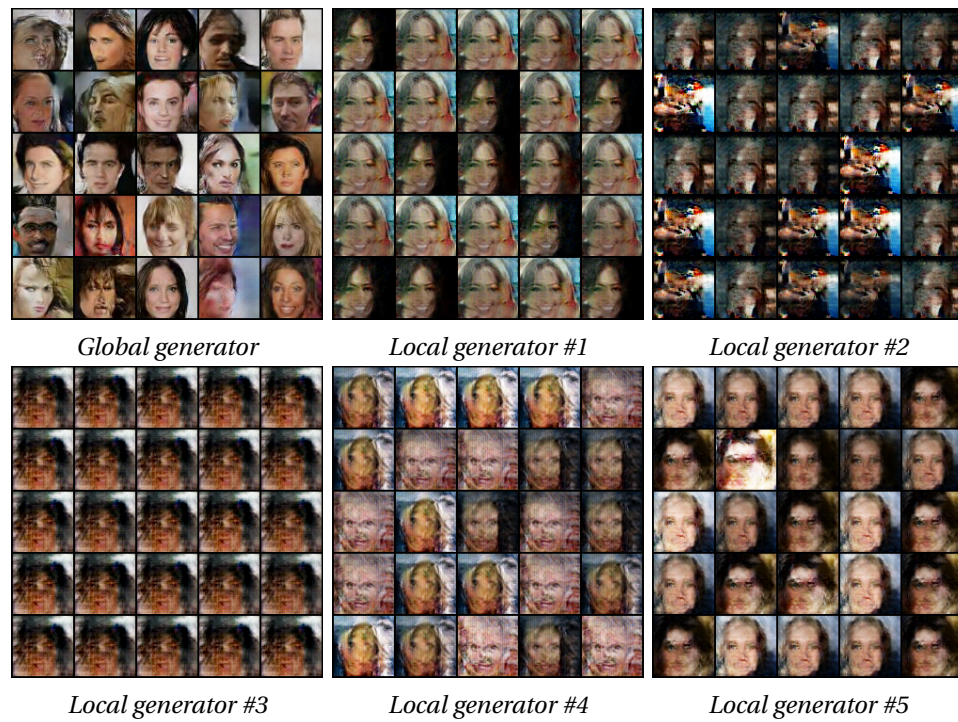 Global generator
Local generator #1
Local generator #2
Local generator #3
Local generator #4
Local generator #5